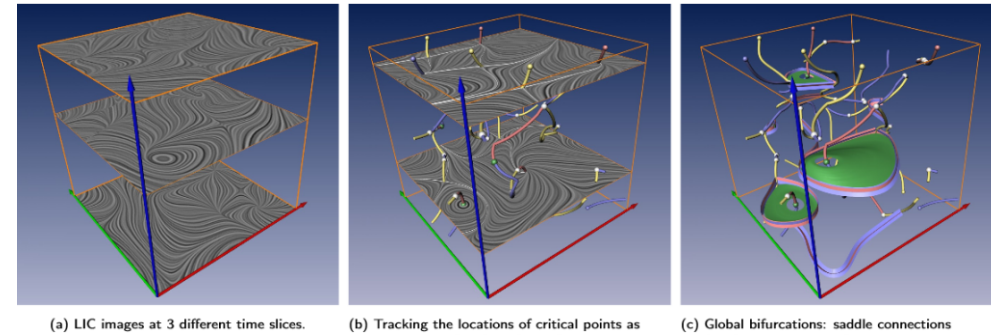 (a) LIC images at 3 different time slices.
(b) Tracking the locations of critical points as
(c) Global bifurcations: saddle connections